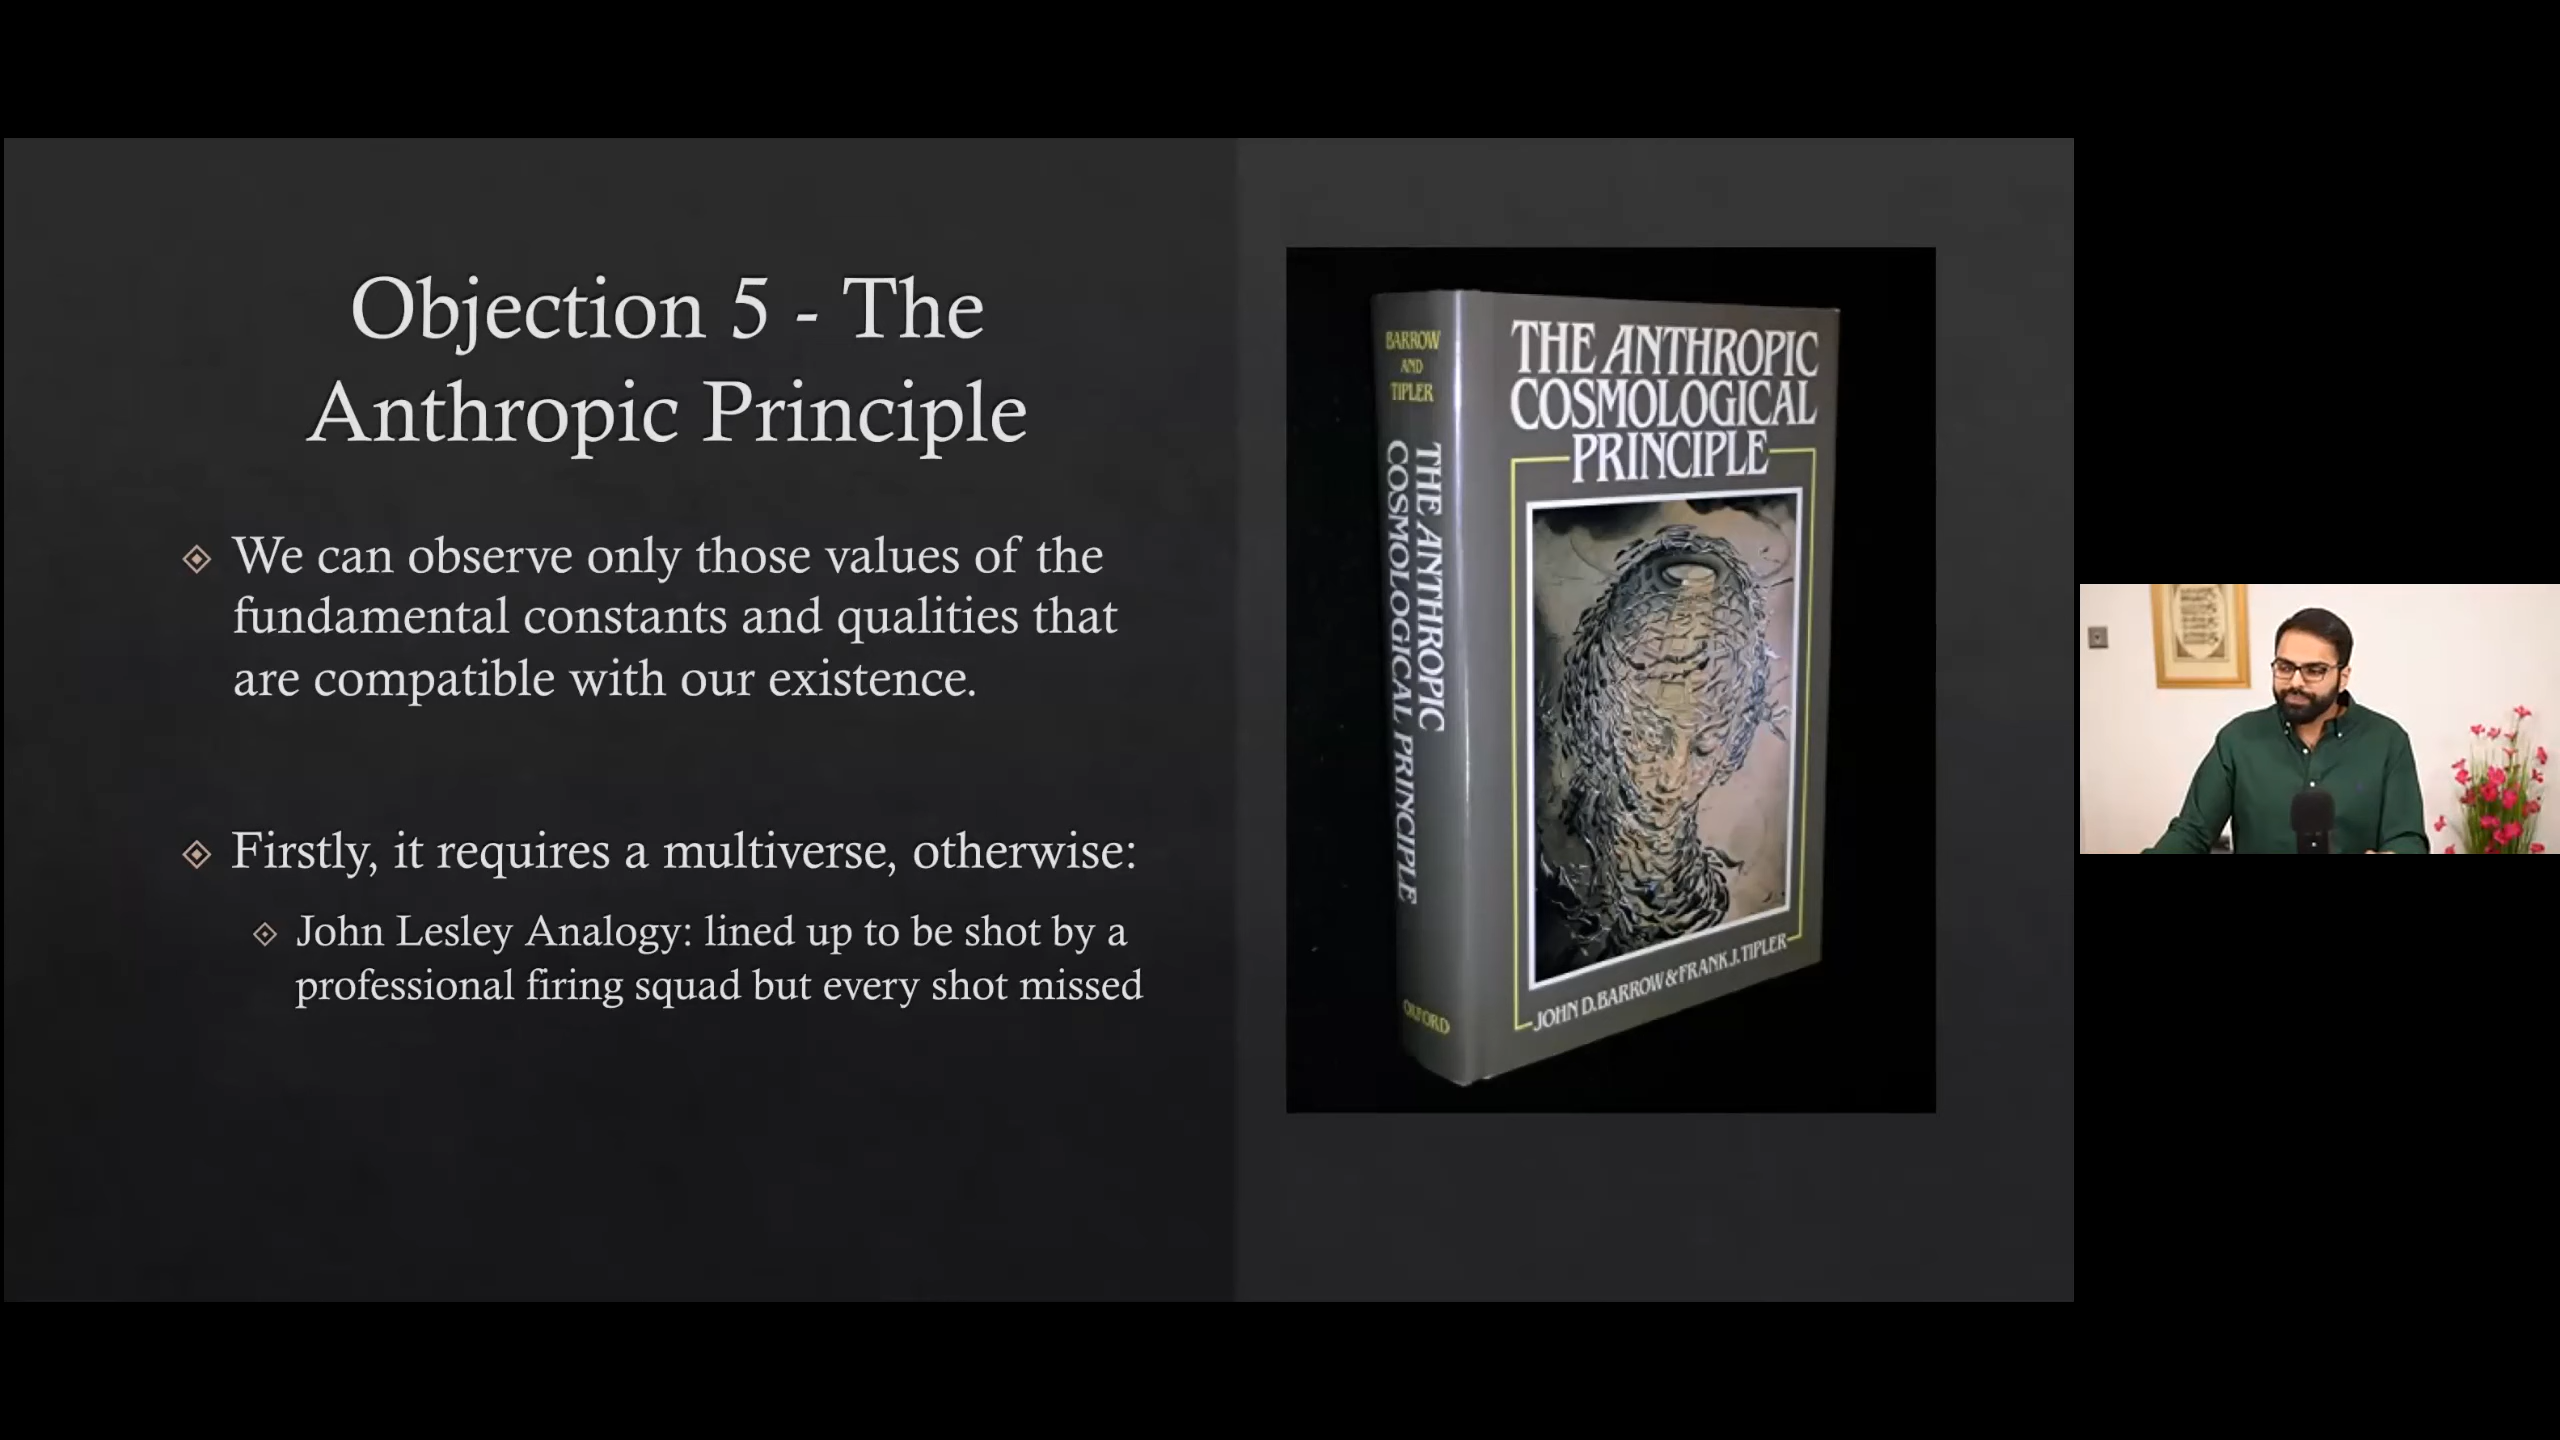 Objection 5 - The
Anthropic Principle
We can observe only those values of the
fundamental constants and qualities that
are compatible with our existence.
Firstly, it requires a multiverse, otherwise:
John Lesley Analogy: lined up to be shot by a
professional firing squad but every shot missed
BARROW
AND
TIPLER
THE ANTHROPIC
COSMOLOGICAL PRINCIPLE
OXFORD
THE ANTHROPIC
COSMOLOGICAL
PRINCIPLE
JOHN D. BARROW & FRANK J. TIPLER